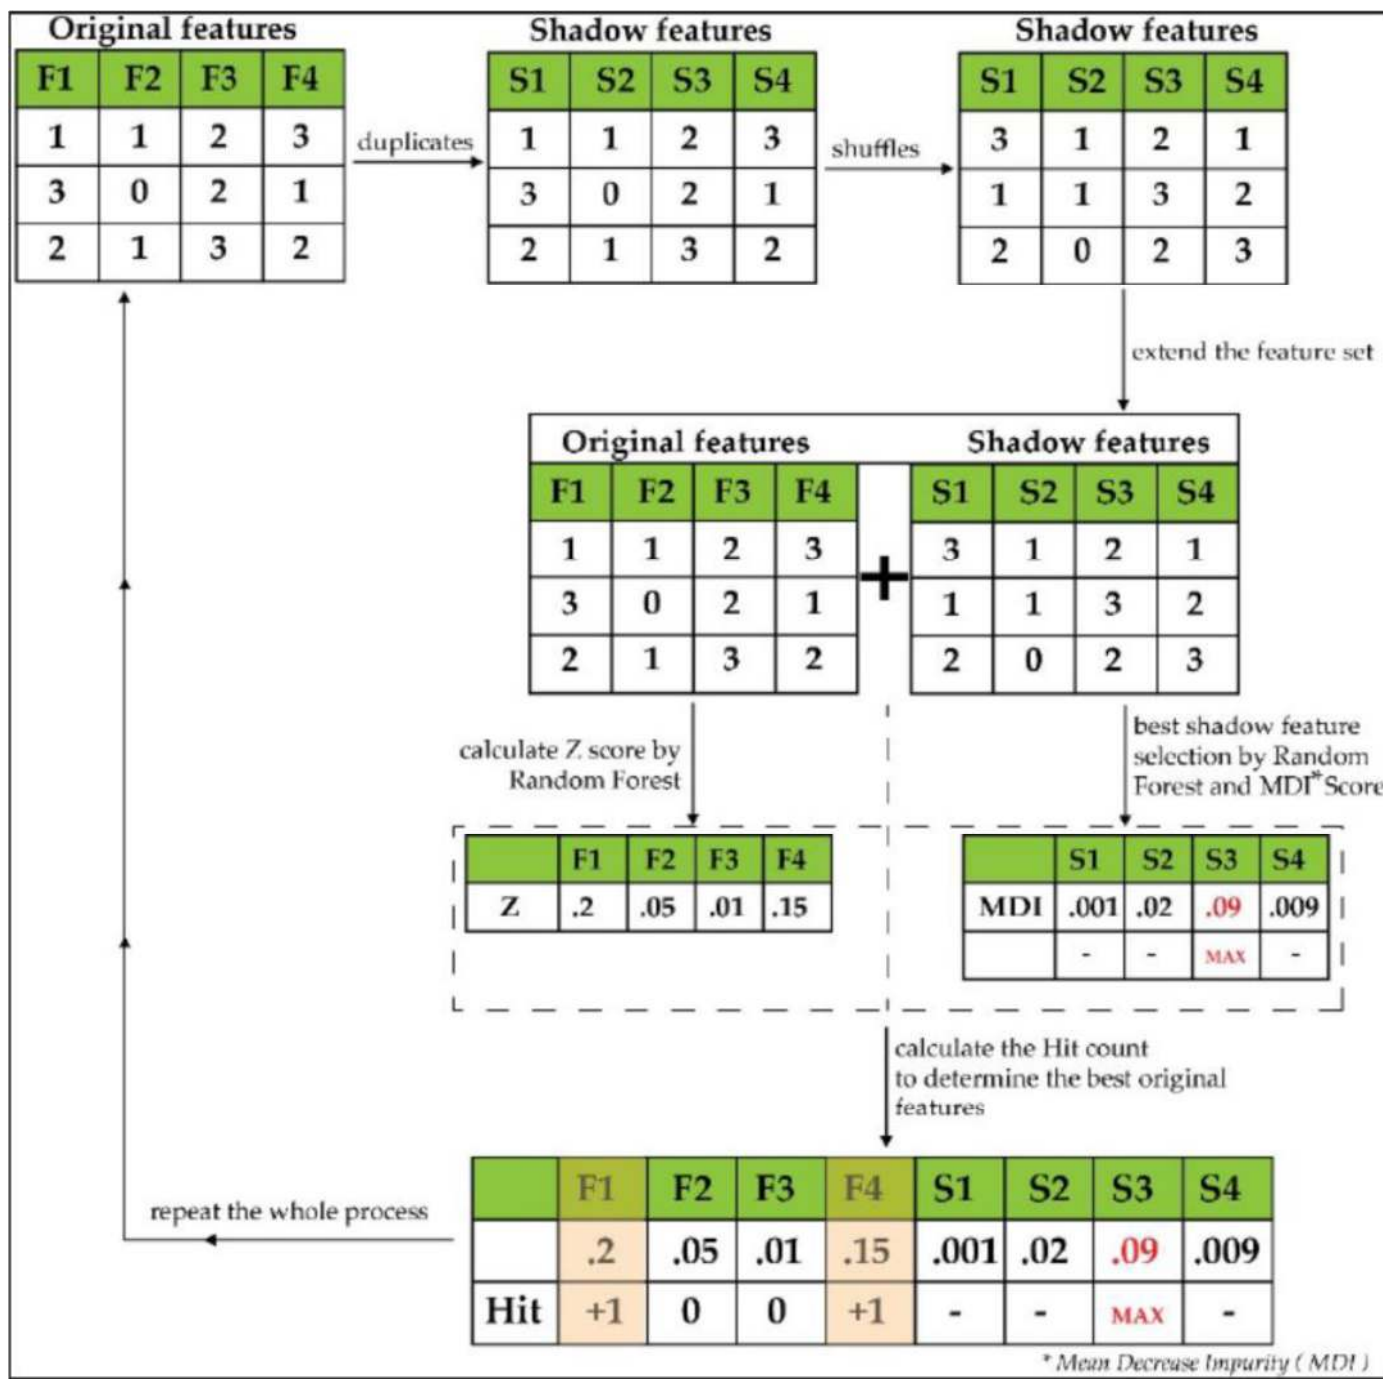 Original features
F1 F2 F3 F4
1 1 2 3
3 0 2 1
2 1 3 2
duplicates
Shadow features
S1 S2 S3 S4
1 1 2 3
3 0 2 1
2 1 3 2
shuffles
Shadow features
S1 S2 S3 S4
3 1 2 1
1 1 3 2
2 0 2 3
extend the feature set
Original features
F1 F2 F3 F4
1 1 2 3
3 0 2 1
2 1 3 2
+
Shadow features
S1 S2 S3 S4
3 1 2 1
1 1 3 2
2 0 2 3
calculate Z score by
Random Forest
best shadow feature
selection by Random
Forest and MDI*Score
F1 F2 F3 F4
Z .2 .05 .01 .15
S1 S2 S3 S4
MDI .001 .02 .09 .009
- - MAX -
calculate the Hit count
to determine the best original
features
F1 F2 F3 F4 S1 S2 S3 S4
.2 .05 .01 .15 .001 .02 .09 .009
Hit +1 0 0 +1 - - MAX -
repeat the whole process
* Mean Decrease Impurity ( MDI )